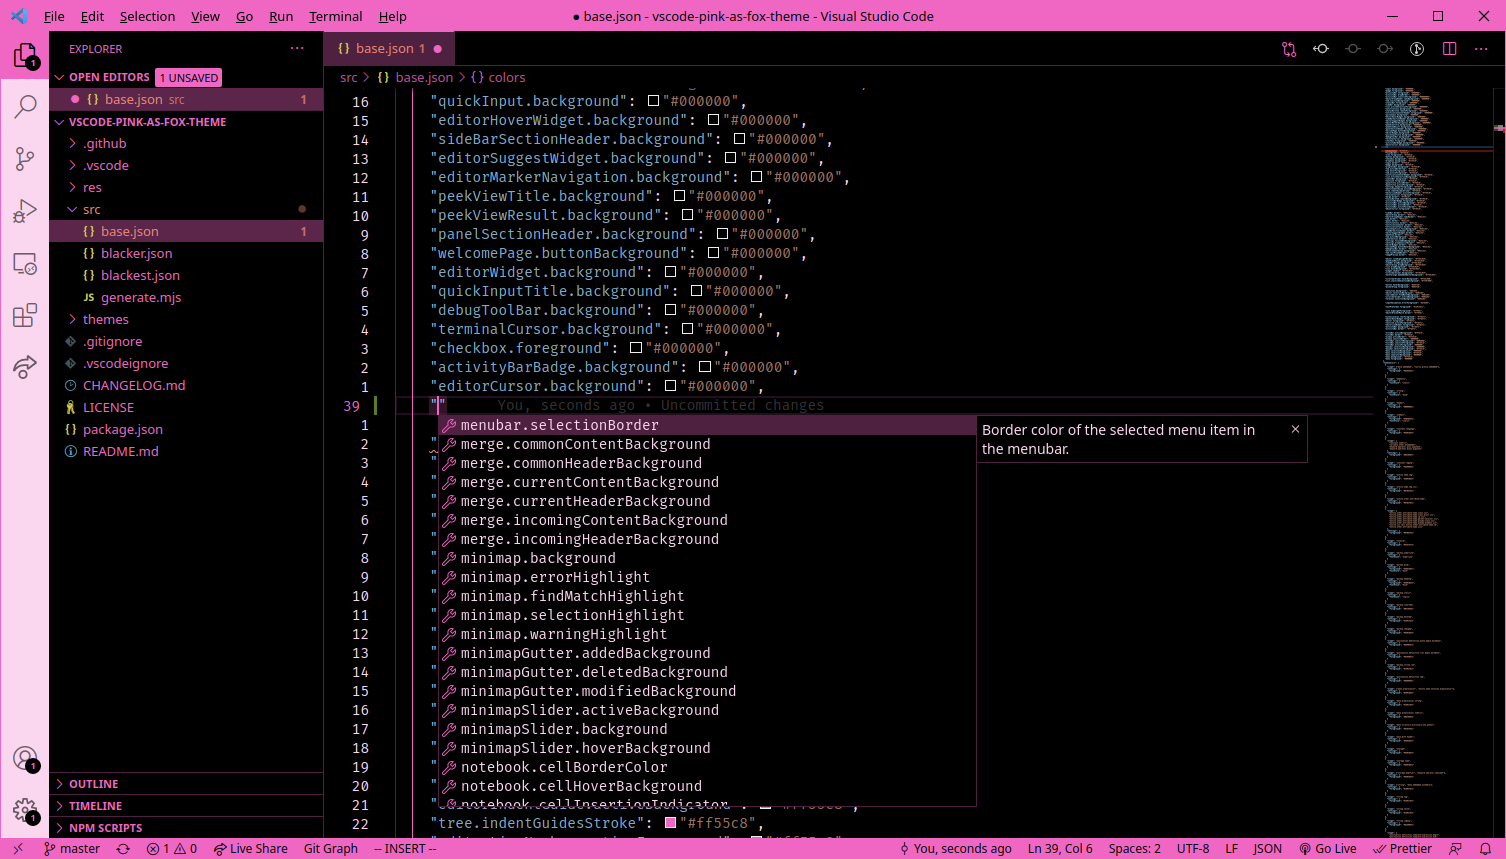 File Edit Selection View Go Run Terminal Help
● base.json - vscode-pink-as-fox-theme - Visual Studio Code
EXPLORER
OPEN EDITORS 1 UNSAVED
base.json src 1
VSCODE-PINK-AS-FOX-THEME
.github
.vscode
res
src
base.json 1
blacker.json
blackest.json
JS generate.mjs
themes
.gitignore
.vscodeignore
CHANGELOG.md
LICENSE
package.json
README.md
OUTLINE
TIMELINE
NPM SCRIPTS
1
1
1
{} base.json 1
src > {} base.json > {} colors
16 "quickInput.background": "#000000",
15 "editorHoverWidget.background": "#000000",
14 "sideBarSectionHeader.background": "#000000",
13 "editorSuggestWidget.background": "#000000",
12 "editorMarkerNavigation.background": "#000000",
11 "peekViewTitle.background": "#000000",
10 "peekViewResult.background": "#000000",
9 "panelSectionHeader.background": "#000000",
8 "welcomePage.buttonBackground": "#000000",
7 "editorWidget.background": "#000000",
6 "quickInputTitle.background": "#000000",
5 "debugToolBar.background": "#000000",
4 "terminalCursor.background": "#000000",
3 "checkbox.foreground": "#000000",
2 "activityBarBadge.foreground": "#000000",
1 "editorCursor.background": "#000000",
39 "" You, seconds ago • Uncommitted changes
1 menubar.selectionBorder
2 " merge.commonContentBackground
3 " merge.commonHeaderBackground
4 " merge.currentContentBackground
5 " merge.currentHeaderBackground
6 " merge.incomingContentBackground
7 " merge.incomingHeaderBackground
8 " minimap.background
9 " minimap.errorHighlight
10 " minimap.findMatchHighlight
11 " minimap.selectionHighlight
12 " minimap.warningHighlight
13 " minimapGutter.addedBackground
14 " minimapGutter.deletedBackground
15 " minimapGutter.modifiedBackground
16 " minimapSlider.activeBackground
17 " minimapSlider.background
18 " minimapSlider.hoverBackground
19 " notebook.cellBorderColor
20 " notebook.cellHoverBackground
21 " notebook.cellInsertionIndicator
22 "tree.indentGuidesStroke": "#ff55c8",
Border color of the selected menu item in
the menubar.
master 1 0 Live Share Git Graph -- INSERT -- You, seconds ago Ln 39, Col 6 Spaces: 2 UTF-8 LF JSON Go Live Prettier